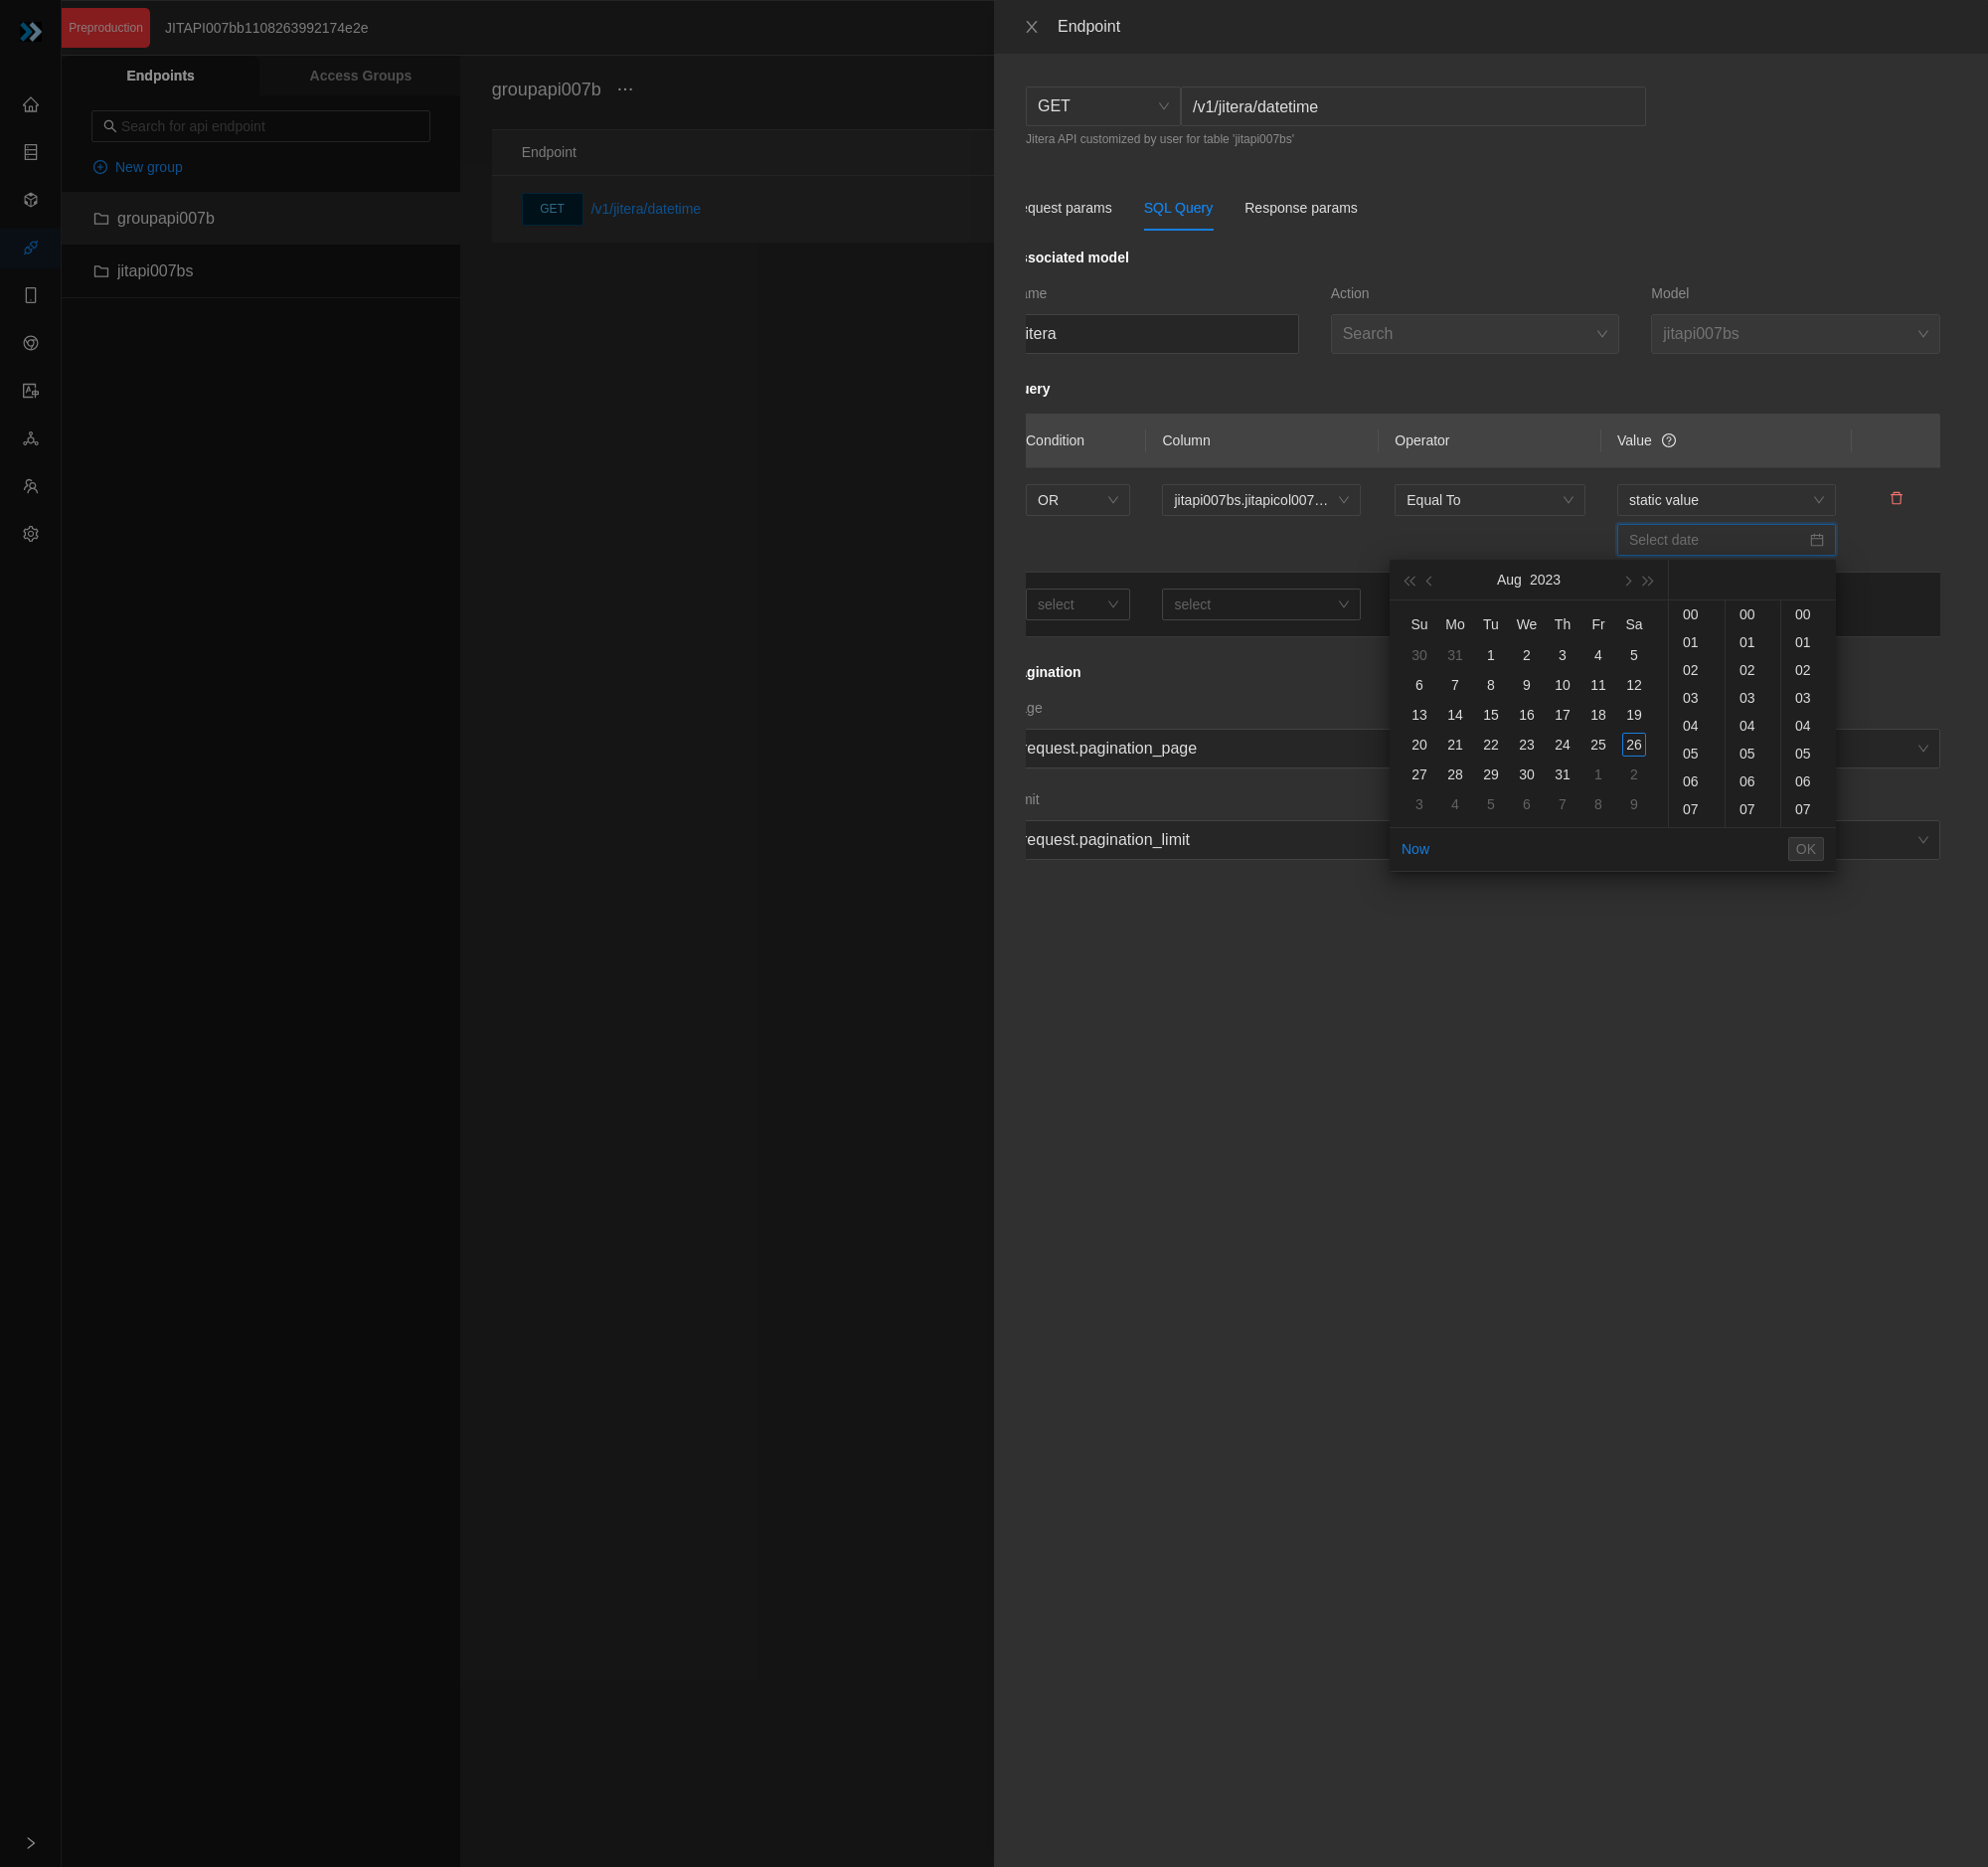 Preproduction JITAPI007bb1108263992174e2e
Endpoints Access Groups
Search for api endpoint
New group
groupapi007b
jitapi007bs
groupapi007b ···
Endpoint
GET /v1/jitera/datetime
Endpoint
GET /v1/jitera/datetime
Jitera API customized by user for table 'jitapi007bs'
equest params SQL Query Response params
ssociated model
ame Action Model
itera Search jitapi007bs
uery
Condition Column Operator Value
OR jitapi007bs.jitapicol007... Equal To static value
Select date
select select
Aug 2023
Su Mo Tu We Th Fr Sa
30 31 1 2 3 4 5
6 7 8 9 10 11 12
13 14 15 16 17 18 19
20 21 22 23 24 25 26
27 28 29 30 31 1 2
3 4 5 6 7 8 9
00 00 00
01 01 01
02 02 02
03 03 03
04 04 04
05 05 05
06 06 06
07 07 07
Now OK
agination
age
request.pagination_page
mit
request.pagination_limit